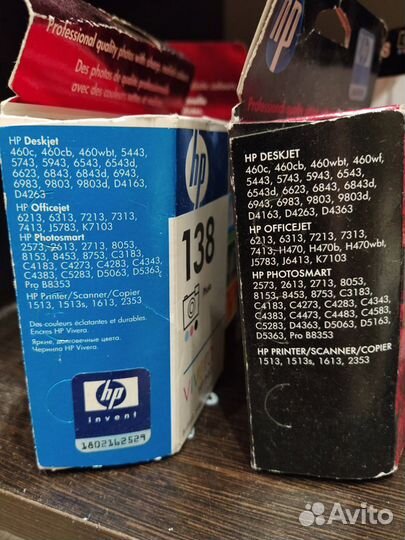 Professional quality photos with sharp
Des photos de qualité
avec des
HP DESKJET
460c, 460cb, 460wbt, 5443,
5743, 5943, 6543, 6543d,
6623, 6843, 6843d, 6943,
6983, 9803, 9803d, D4163,
D4263
HP OFFICEJET
6213, 6313, 7213, 7313,
7413, J5783, K7103
HP PHOTOSMART
2573, 2613, 2713, 8053,
8153, 8453, 8753, C3183,
C4183, C4273, C4283, C4343,
C4383, C5283, D5063, D5363,
Pro B8353
HP PRINTER/SCANNER/COPIER
1513, 1513s, 1613, 2353
Des couleurs éclatantes et durables.
Encres HP Vivera.
Яркие, долговечные цвета.
Чернила HP Vivera.
hp
invent
1802162529
hp
138
hp
Professional quality photos
HP DESKJET
460c, 460cb, 460wbt, 460wf,
5443, 5743, 5943, 6543,
6543d, 6623, 6843, 6843d,
6943, 6983, 9803, 9803d,
D4163, D4263, D4363
HP OFFICEJET
6213, 6313, 7213, 7313,
7413, H470, H470b, H470wbt,
J5783, J6413, K7103
HP PHOTOSMART
2573, 2613, 2713, 8053,
8153, 8453, 8753, C3183,
C4183, C4273, C4283, C4343,
C4383, C4473, C4483, C4583,
C5283, D4363, D5063, D5163,
D5363, Pro B8353
HP PRINTER/SCANNER/COPIER
1513, 1513s, 1613, 2353
Avito